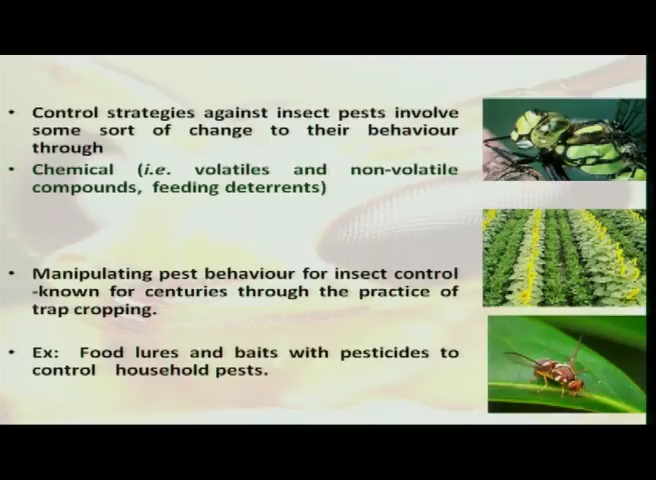 • Control strategies against insect pests involve
some sort of change to their behaviour
through
• Chemical (i.e. volatiles and non-volatile
compounds, feeding deterrents)
• Manipulating pest behaviour for insect control
-known for centuries through the practice of
trap cropping.
• Ex: Food lures and baits with pesticides to
control household pests.